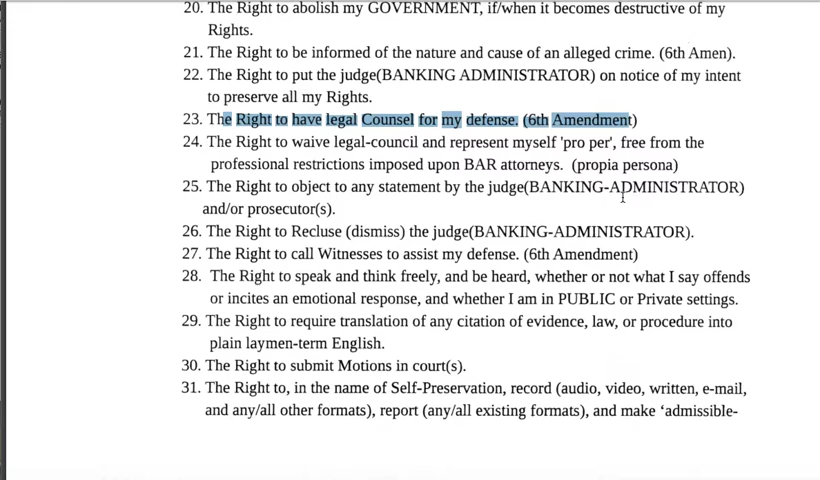 20. The Right to abolish my GOVERNMENT, if/when it becomes destructive of my
Rights.
21. The Right to be informed of the nature and cause of an alleged crime. (6th Amen).
22. The Right to put the judge(BANKING ADMINISTRATOR) on notice of my intent
to preserve all my Rights.
23. The Right to have legal Counsel for my defense. (6th Amendment)
24. The Right to waive legal-council and represent myself 'pro per', free from the
professional restrictions imposed upon BAR attorneys.  (propia persona)
25. The Right to object to any statement by the judge(BANKING-ADMINISTRATOR)
and/or prosecutor(s).
26. The Right to Recluse (dismiss) the judge(BANKING-ADMINISTRATOR).
27. The Right to call Witnesses to assist my defense. (6th Amendment)
28.  The Right to speak and think freely, and be heard, whether or not what I say offends
or incites an emotional response, and whether I am in PUBLIC or Private settings.
29. The Right to require translation of any citation of evidence, law, or procedure into
plain laymen-term English.
30. The Right to submit Motions in court(s).
31. The Right to, in the name of Self-Preservation, record (audio, video, written, e-mail,
and any/all other formats), report (any/all existing formats), and make ‘admissible-